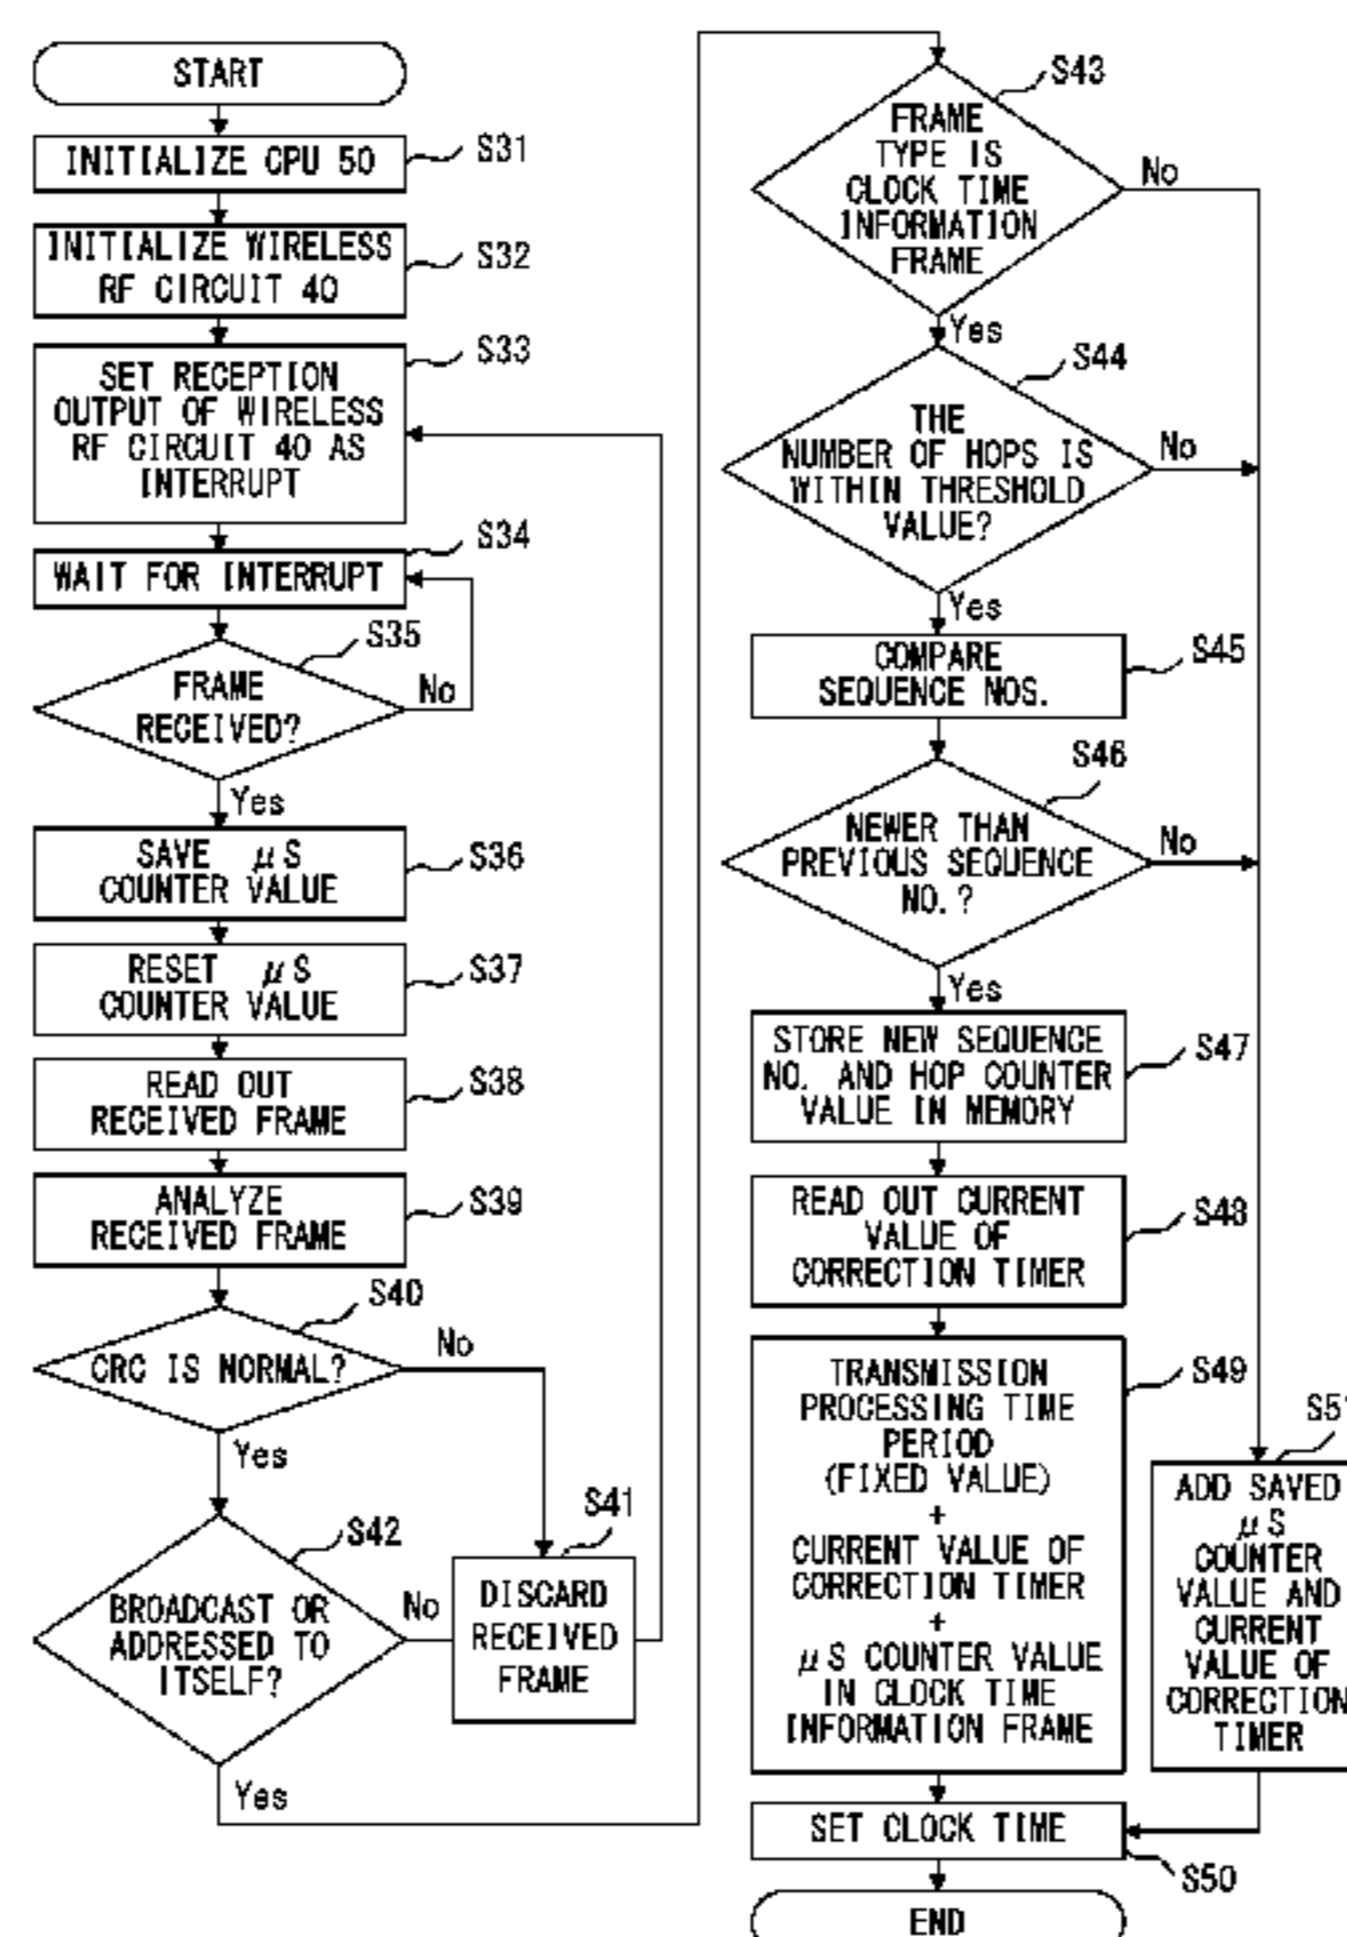 START
INITIALIZE CPU 50
S31
INITIALIZE WIRELESS
RF CIRCUIT 40
S32
SET RECEPTION
OUTPUT OF WIRELESS
RF CIRCUIT 40 AS
INTERRUPT
S33
WAIT FOR INTERRUPT
S34
FRAME
RECEIVED?
S35
No
Yes
SAVE μS
COUNTER VALUE
S36
RESET μS
COUNTER VALUE
S37
READ OUT
RECEIVED FRAME
S38
ANALYZE
RECEIVED FRAME
S39
CRC IS NORMAL?
S40
No
Yes
BROADCAST OR
ADDRESSED TO
ITSELF?
S42
No
Yes
DISCARD
RECEIVED
FRAME
S41
FRAME
TYPE IS
CLOCK TIME
INFORMATION
FRAME
S43
No
Yes
THE
NUMBER OF HOPS IS
WITHIN THRESHOLD
VALUE?
S44
No
Yes
COMPARE
SEQUENCE NOS.
S45
NEWER THAN
PREVIOUS SEQUENCE
NO.?
S46
No
Yes
STORE NEW SEQUENCE
NO. AND HOP COUNTER
VALUE IN MEMORY
S47
READ OUT CURRENT
VALUE OF
CORRECTION TIMER
S48
TRANSMISSION
PROCESSING TIME
PERIOD
(FIXED VALUE)
+
CURRENT VALUE OF
CORRECTION TIMER
+
μS COUNTER VALUE
IN CLOCK TIME
INFORMATION FRAME
S49
ADD SAVED
μS
COUNTER
VALUE AND
CURRENT
VALUE OF
CORRECTION
TIMER
S51
SET CLOCK TIME
S50
END